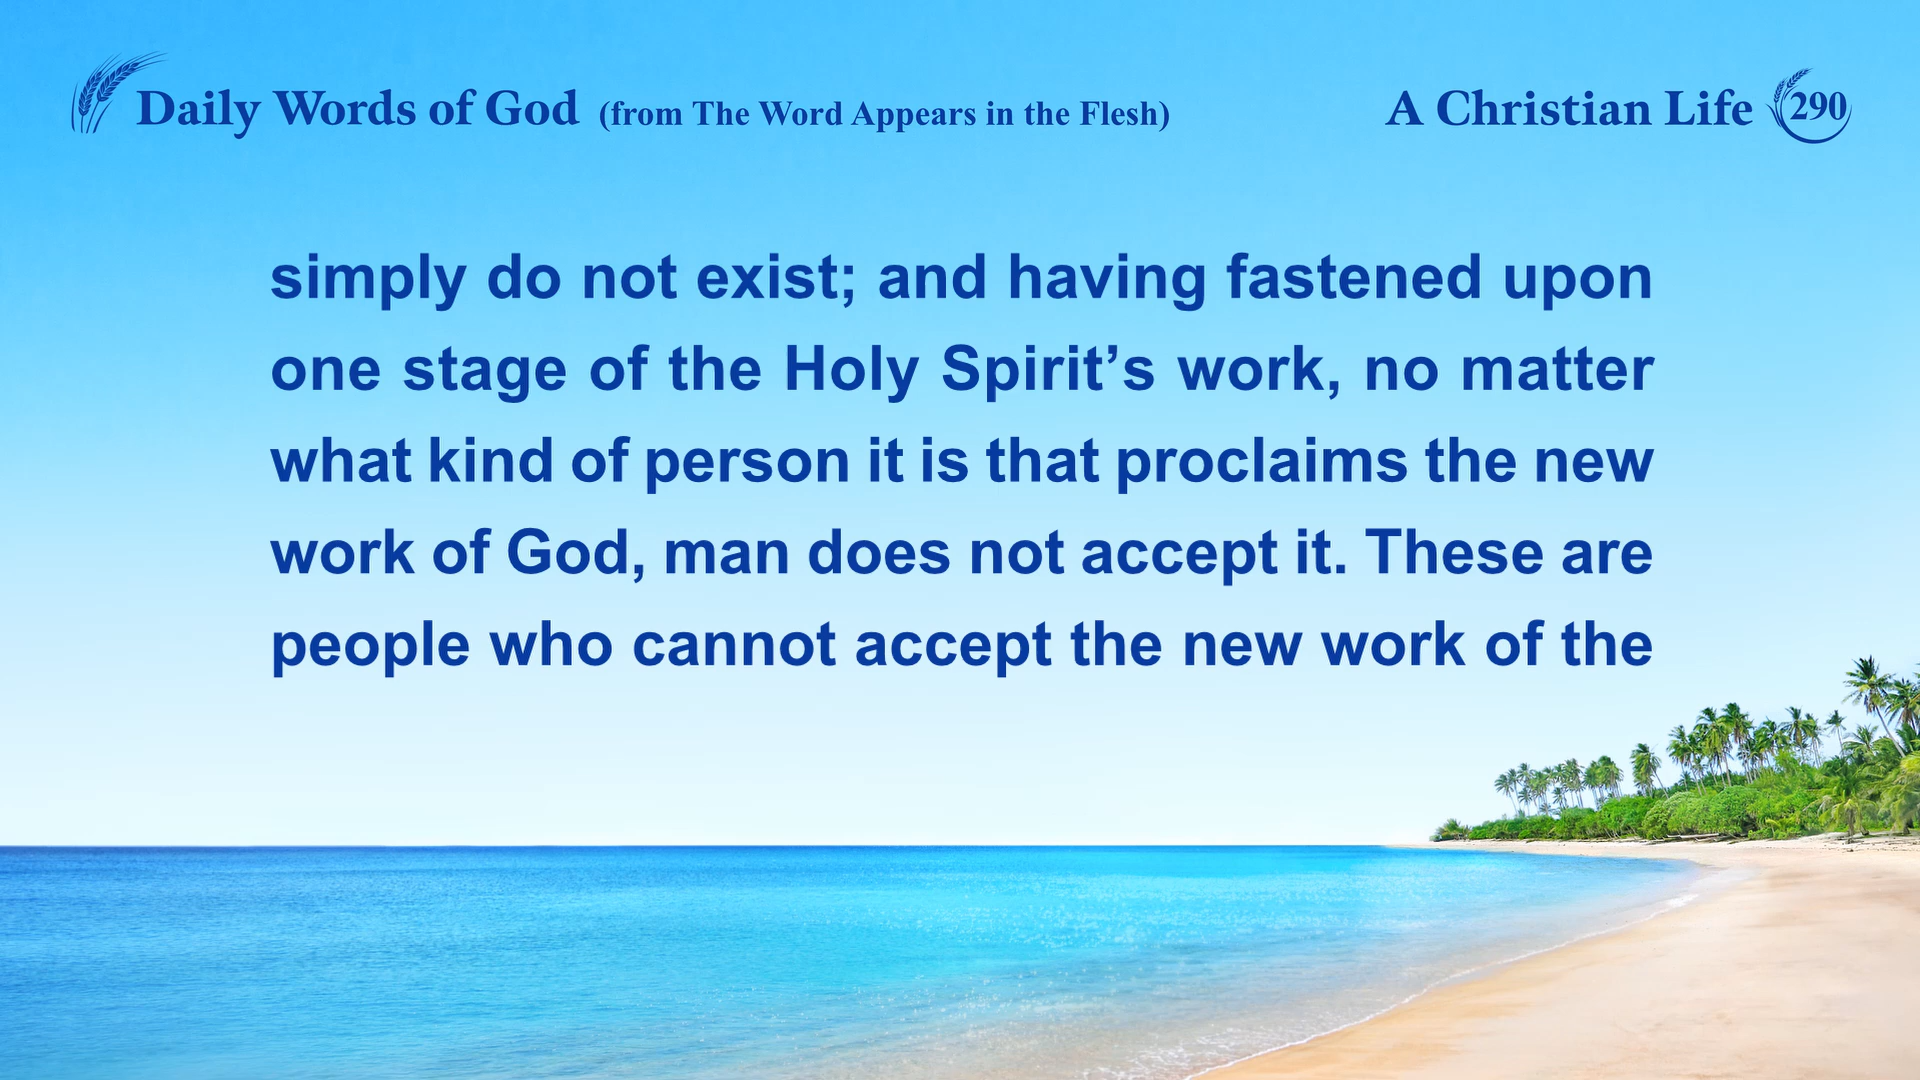 Daily Words of God (from The Word Appears in the Flesh)
A Christian Life 290
simply do not exist; and having fastened upon
one stage of the Holy Spirit’s work, no matter
what kind of person it is that proclaims the new
work of God, man does not accept it. These are
people who cannot accept the new work of the